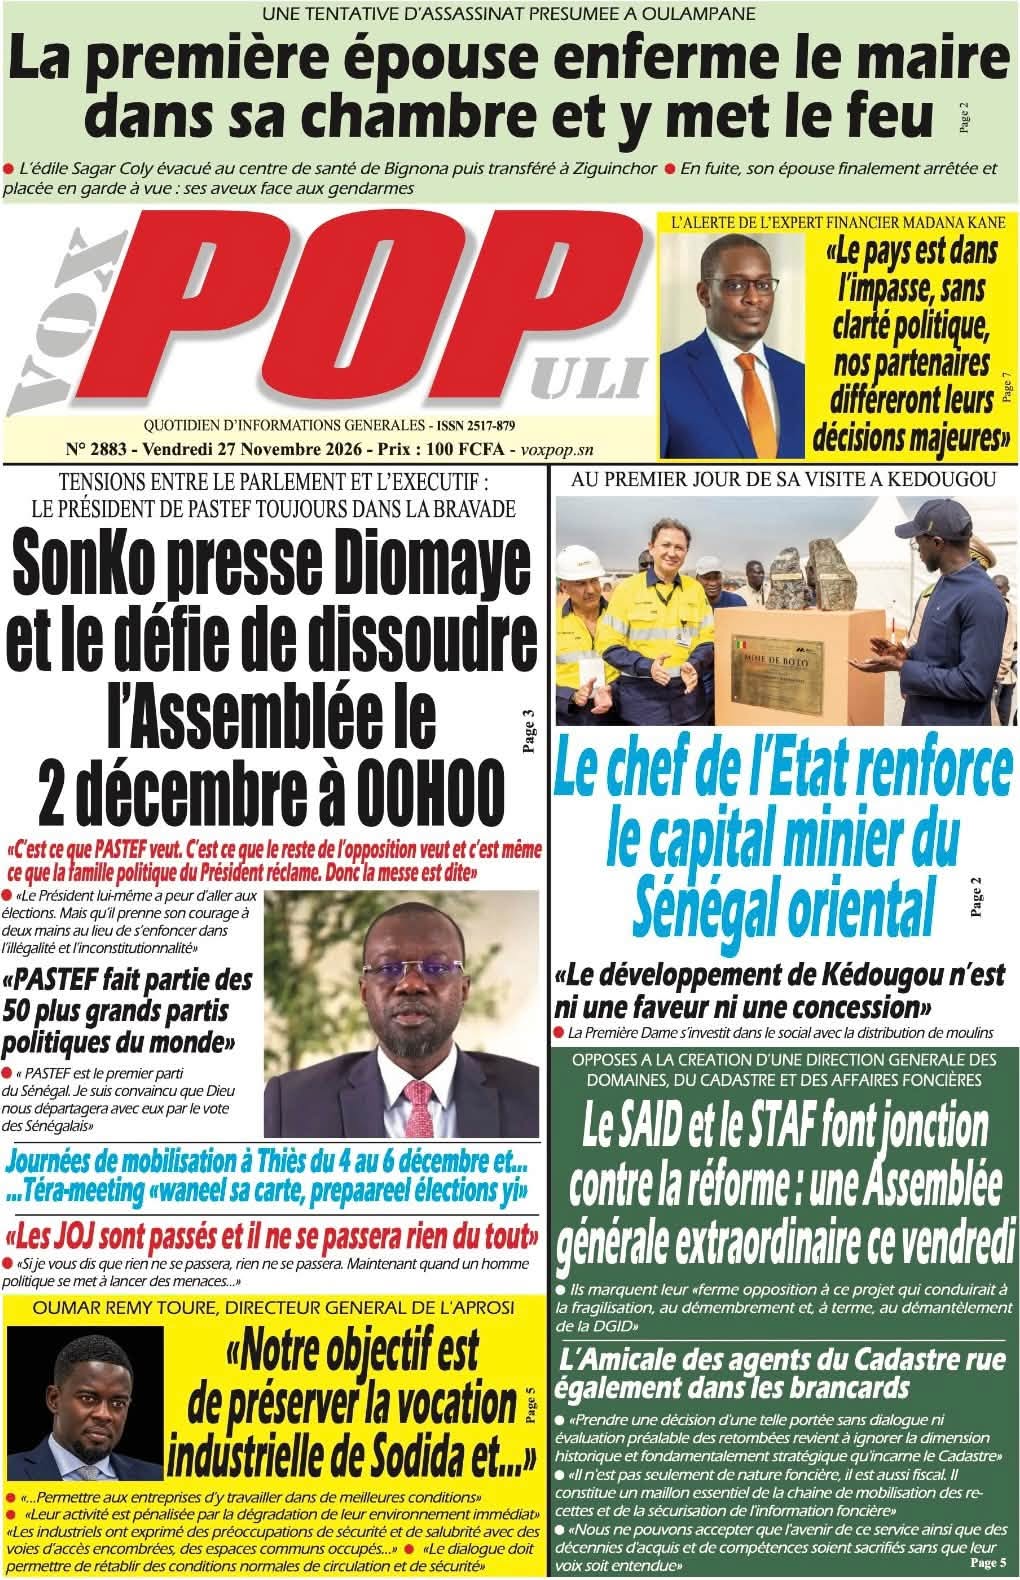 UNE TENTATIVE D'ASSASSINAT PRESUMEE A OULAMPANE
La première épouse enferme le maire
dans sa chambre et y met le feu
Page 2
● L'édile Sagar Coly évacué au centre de santé de Bignona puis transféré à Ziguinchor ● En fuite, son épouse finalement arrêtée et
placée en garde à vue : ses aveux face aux gendarmes
VOX
POP
ULI
QUOTIDIEN D'INFORMATIONS GENERALES - ISSN 2517-879
N° 2883 - Vendredi 27 Novembre 2026 - Prix : 100 FCFA - voxpop.sn
L'ALERTE DE L'EXPERT FINANCIER MADANA KANE
«Le pays est dans
l'impasse, sans
clarté politique,
nos partenaires
différeront leurs
décisions majeures»
Page 7
TENSIONS ENTRE LE PARLEMENT ET L'EXECUTIF :
LE PRÉSIDENT DE PASTEF TOUJOURS DANS LA BRAVADE
SonKo presse Diomaye
et le défie de dissoudre
l'Assemblée le
2 décembre à 00H00
Page 3
«C'est ce que PASTEF veut. C'est ce que le reste de l'opposition veut et c'est même
ce que la famille politique du Président réclame. Donc la messe est dite»
● «Le Président lui-même a peur d'aller aux
élections. Mais qu'il prenne son courage à
deux mains au lieu de s'enfoncer dans
l'illégalité et l'inconstitutionnalité»
«PASTEF fait partie des
50 plus grands partis
politiques du monde»
● « PASTEF est le premier parti
du Sénégal. Je suis convaincu que Dieu
nous départagera avec eux par le vote
des Sénégalais»
Journées de mobilisation à Thiès du 4 au 6 décembre et...
...Téra-meeting «waneel sa carte, prepaareel élections yi»
«Les JOJ sont passés et il ne se passera rien du tout»
● «Si je vous dis que rien ne se passera, rien ne se passera. Maintenant quand un homme
politique se met à lancer des menaces...»
OUMAR REMY TOURE, DIRECTEUR GENERAL DE L'APROSI
«Notre objectif est
de préserver la vocation
industrielle de Sodida et...»
Page 5
● «...Permettre aux entreprises d'y travailler dans de meilleures conditions»
● «Leur activité est pénalisée par la dégradation de leur environnement immédiat»
«Les industriels ont exprimé des préoccupations de sécurité et de salubrité avec des
voies d'accès encombrées, des espaces communs occupés...» ● «Le dialogue doit
permettre de rétablir des conditions normales de circulation et de sécurité»
AU PREMIER JOUR DE SA VISITE A KEDOUGOU
MINE DE BOTO
Le chef de l'Etat renforce
le capital minier du
Sénégal oriental
Page 2
«Le développement de Kédougou n'est
ni une faveur ni une concession»
● La Première Dame s'investit dans le social avec la distribution de moulins
OPPOSES A LA CREATION D'UNE DIRECTION GENERALE DES
DOMAINES, DU CADASTRE ET DES AFFAIRES FONCIÈRES
Le SAID et le STAF font jonction
contre la réforme : une Assemblée
générale extraordinaire ce vendredi
● Ils marquent leur «ferme opposition à ce projet qui conduirait à
la fragilisation, au démembrement et, à terme, au démantèlement
de la DGID»
L'Amicale des agents du Cadastre rue
également dans les brancards
● «Prendre une décision d'une telle portée sans dialogue ni
évaluation préalable des retombées revient à ignorer la dimension
historique et fondamentalement stratégique qu'incarne le Cadastre»
● «Il n'est pas seulement de nature foncière, il est aussi fiscal. Il
constitue un maillon essentiel de la chaine de mobilisation des re-
cettes et de la sécurisation de l'information foncière»
● «Nous ne pouvons accepter que l'avenir de ce service ainsi que des
décennies d'acquis et de compétences soient sacrifiés sans que leur
voix soit entendue»
Page 5